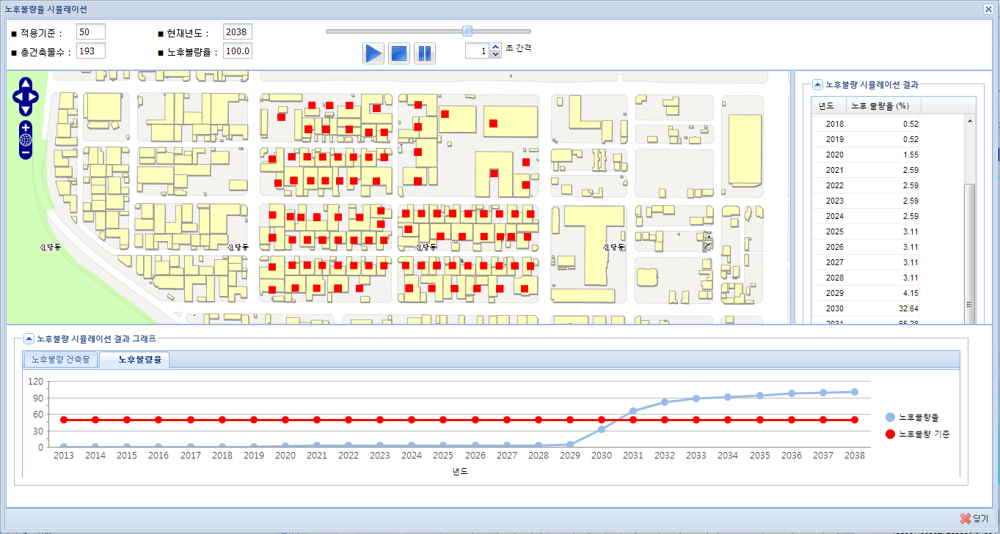 노후불량율 시뮬레이션
■ 적용기준 : 50 ■ 현재년도 : 2038
■ 총건축물수 : 193 ■ 노후불량율 : 100.0
1 초 간격
신당동 신당동 신당동 신당동
노후불량 시뮬레이션 결과
년도 노후 불량율 (%)
2018 0.52
2019 0.52
2020 1.55
2021 2.59
2022 2.59
2023 2.59
2024 2.59
2025 3.11
2026 3.11
2027 3.11
2028 3.11
2029 4.15
2030 32.64
2031 65.28
노후불량 시뮬레이션 결과 그래프
노후불량 건축물 노후불량율
120
90
60
30
0
2013 2014 2015 2016 2017 2018 2019 2020 2021 2022 2023 2024 2025 2026 2027 2028 2029 2030 2031 2032 2033 2034 2035 2036 2037 2038
년도
노후불량율
노후불량 기준
닫기